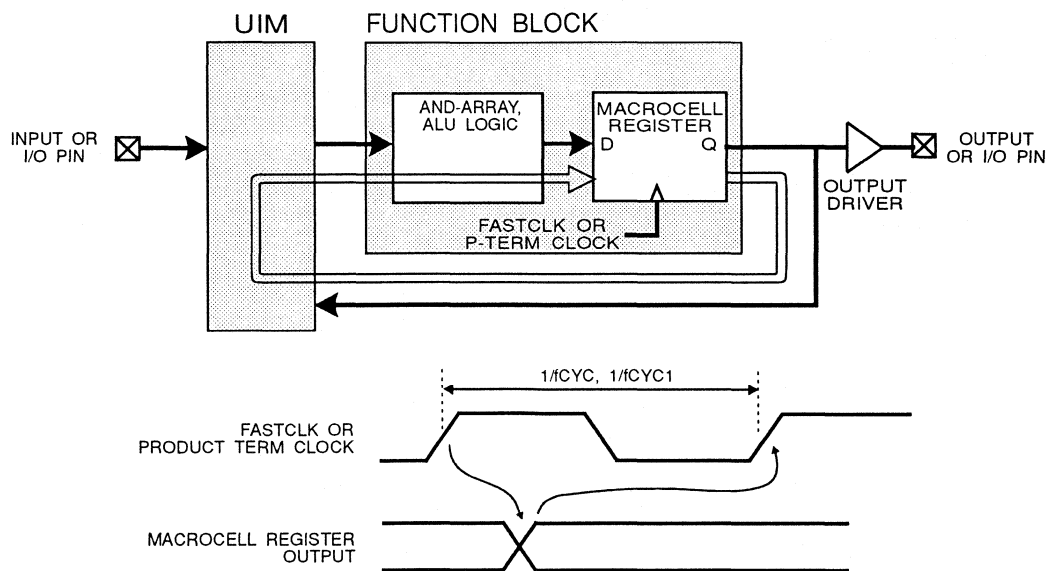 UIM
FUNCTION BLOCK
INPUT OR
I/O PIN
AND-ARRAY,
ALU LOGIC
MACROCELL
REGISTER
D
Q
FASTCLK OR
P-TERM CLOCK
OUTPUT
DRIVER
OUTPUT
OR I/O PIN
1/fCYC, 1/fCYC1
FASTCLK OR
PRODUCT TERM CLOCK
MACROCELL REGISTER
OUTPUT